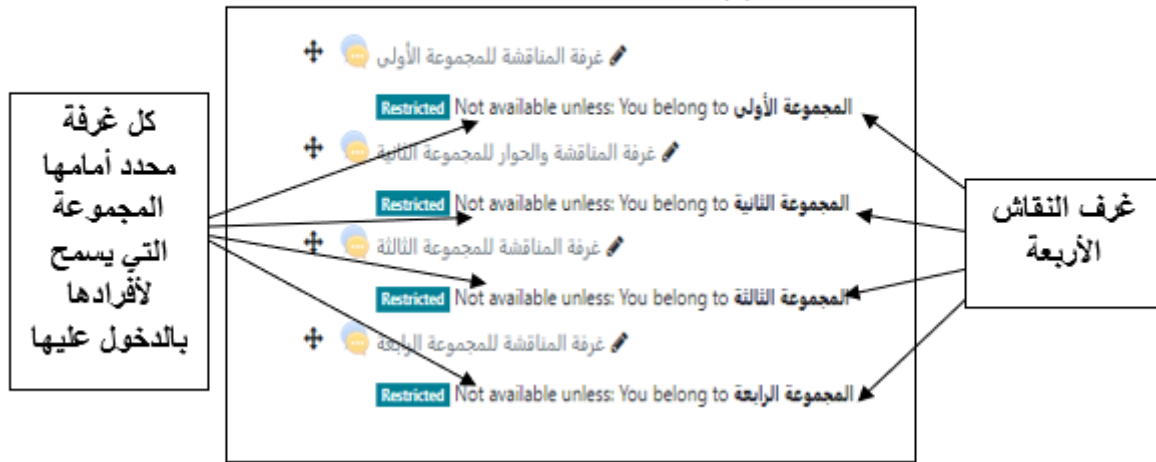 غرفة المناقشة للمجموعة الأولى
Restricted Not available unless: You belong to المجموعة الأولى
غرفة المناقشة والحوار للمجموعة الثانية
Restricted Not available unless: You belong to المجموعة الثانية
غرفة المناقشة للمجموعة الثالثة
Restricted Not available unless: You belong to المجموعة الثالثة
غرفة المناقشة للمجموعة الرابعة
Restricted Not available unless: You belong to المجموعة الرابعة
غرف النقاش
الأربعة
كل غرفة
محدد أمامها
المجموعة
التي يسمح
لأفرادها
بالدخول عليها